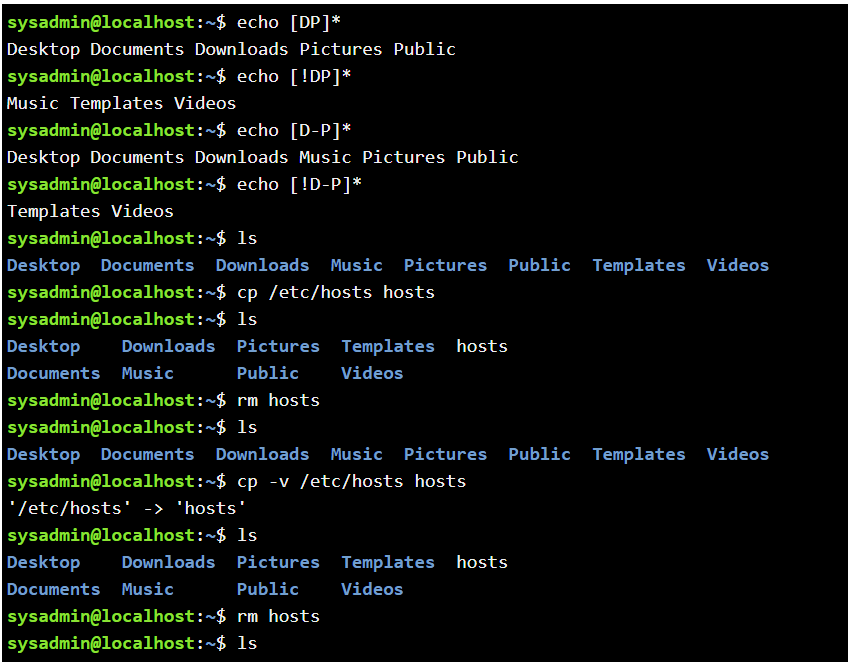 sysadmin@localhost:~$ echo [DP]*
Desktop Documents Downloads Pictures Public
sysadmin@localhost:~$ echo [!DP]*
Music Templates Videos
sysadmin@localhost:~$ echo [D-P]*
Desktop Documents Downloads Music Pictures Public
sysadmin@localhost:~$ echo [!D-P]*
Templates Videos
sysadmin@localhost:~$ ls
Desktop  Documents  Downloads  Music  Pictures  Public  Templates  Videos
sysadmin@localhost:~$ cp /etc/hosts hosts
sysadmin@localhost:~$ ls
Desktop    Downloads  Pictures  Templates  hosts
Documents  Music      Public    Videos
sysadmin@localhost:~$ rm hosts
sysadmin@localhost:~$ ls
Desktop  Documents  Downloads  Music  Pictures  Public  Templates  Videos
sysadmin@localhost:~$ cp -v /etc/hosts hosts
'/etc/hosts' -> 'hosts'
sysadmin@localhost:~$ ls
Desktop    Downloads  Pictures  Templates  hosts
Documents  Music      Public    Videos
sysadmin@localhost:~$ rm hosts
sysadmin@localhost:~$ ls